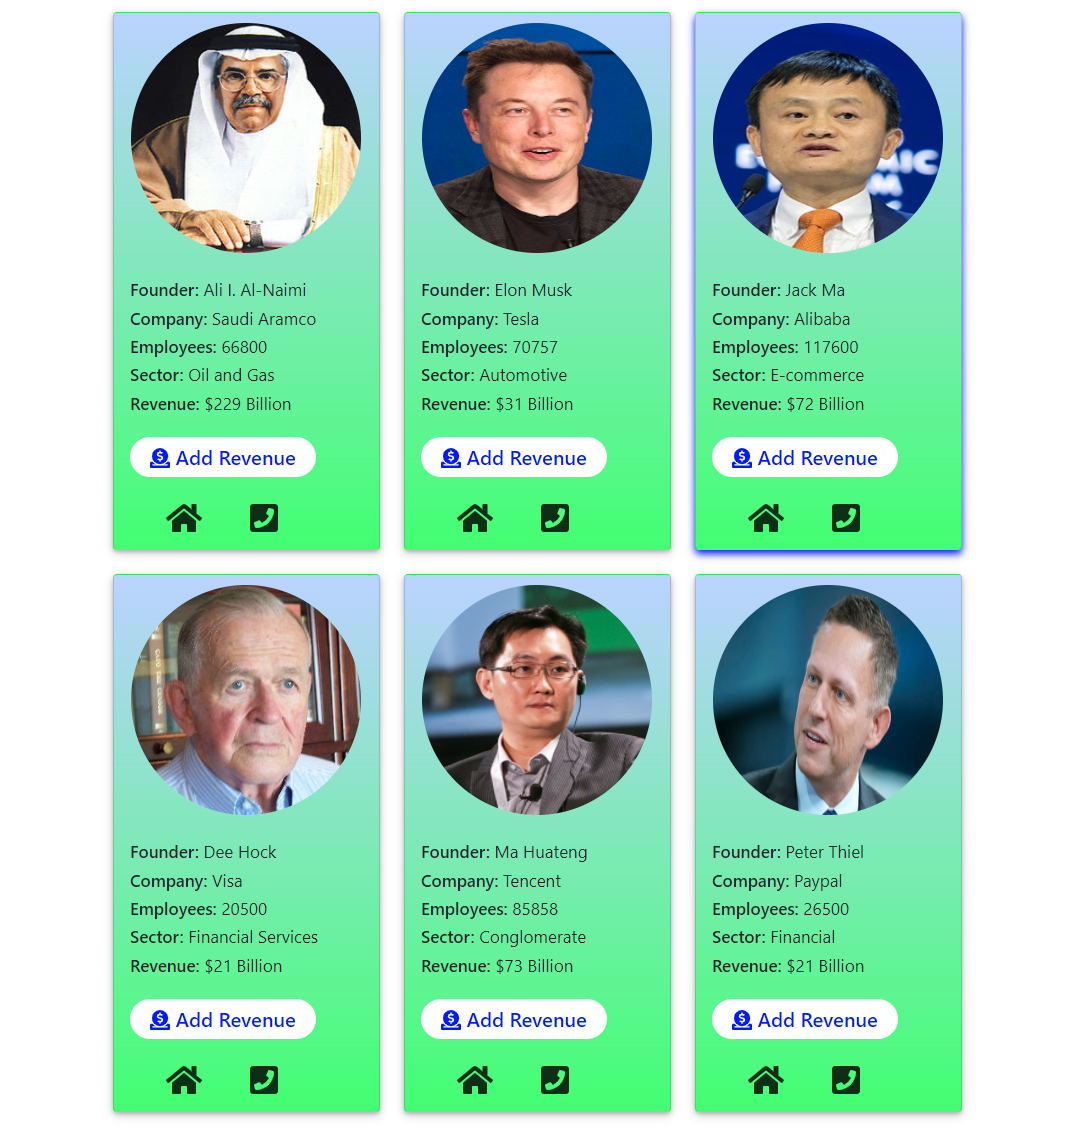 Founder: Ali I. Al-Naimi
Company: Saudi Aramco
Employees: 66800
Sector: Oil and Gas
Revenue: $229 Billion
Add Revenue
Founder: Elon Musk
Company: Tesla
Employees: 70757
Sector: Automotive
Revenue: $31 Billion
Add Revenue
Founder: Jack Ma
Company: Alibaba
Employees: 117600
Sector: E-commerce
Revenue: $72 Billion
Add Revenue
Founder: Dee Hock
Company: Visa
Employees: 20500
Sector: Financial Services
Revenue: $21 Billion
Add Revenue
Founder: Ma Huateng
Company: Tencent
Employees: 85858
Sector: Conglomerate
Revenue: $73 Billion
Add Revenue
Founder: Peter Thiel
Company: Paypal
Employees: 26500
Sector: Financial
Revenue: $21 Billion
Add Revenue